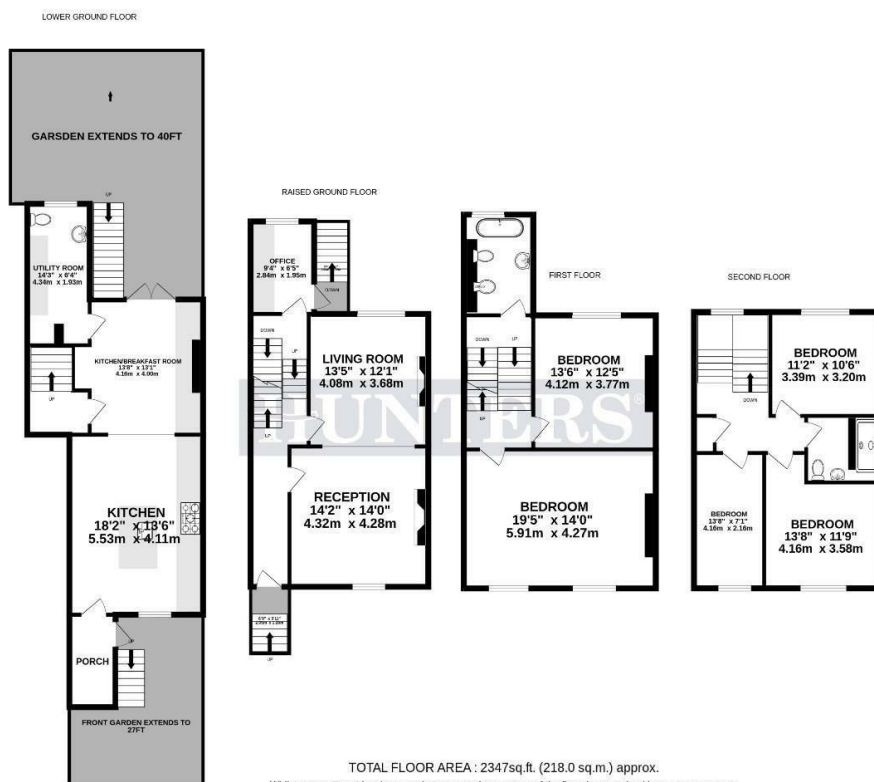 LOWER GROUND FLOOR
GARSDEN EXTENDS TO 40FT
UP
UTILITY ROOM
14'3" x 6'4"
4.34m x 1.93m
KITCHEN/BREAKFAST ROOM
13'8" x 13'1"
4.16m x 4.00m
UP
KITCHEN
18'2" x 13'6"
5.53m x 4.11m
UP
PORCH
FRONT GARDEN EXTENDS TO
27FT
RAISED GROUND FLOOR
OFFICE
9'4" x 6'5"
2.84m x 1.95m
DOWN
DOWN
UP
UP
LIVING ROOM
13'5" x 12'1"
4.08m x 3.68m
RECEPTION
14'2" x 14'0"
4.32m x 4.28m
UP
HUNTERS®
FIRST FLOOR
DOWN
UP
UP
BEDROOM
13'6" x 12'5"
4.12m x 3.77m
BEDROOM
19'5" x 14'0"
5.91m x 4.27m
SECOND FLOOR
DOWN
BEDROOM
11'2" x 10'6"
3.39m x 3.20m
BEDROOM
13'8" x 7'1"
4.16m x 2.16m
BEDROOM
13'8" x 11'9"
4.16m x 3.58m
TOTAL FLOOR AREA : 2347sq.ft. (218.0 sq.m.) approx.